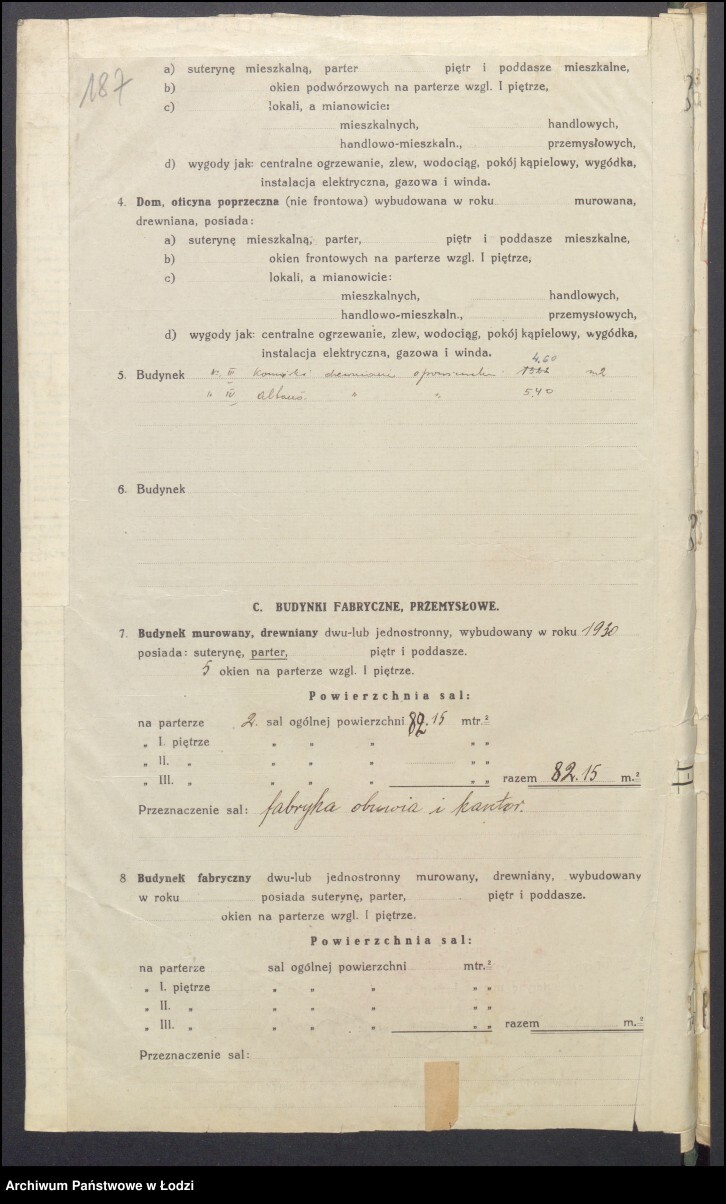 187
a) suterynę mieszkalną, parter piętr i poddasze mieszkalne,
b) okien podwórzowych na parterze wzgl. I piętrze,
c) lokali, a mianowicie:
mieszkalnych, handlowych,
handlowo-mieszkaln., przemysłowych,
d) wygody jak: centralne ogrzewanie, zlew, wodociąg, pokój kąpielowy, wygódka,
instalacja elektryczna, gazowa i winda.
4. Dom, oficyna poprzeczna (nie frontowa) wybudowana w roku murowana,
drewniana, posiada:
a) suterynę mieszkalną, parter, piętr i poddasze mieszkalne,
b) okien frontowych na parterze wzgl. I piętrze,
c) lokali, a mianowicie:
mieszkalnych, handlowych,
handlowo-mieszkaln., przemysłowych,
d) wygody jak: centralne ogrzewanie, zlew, wodociąg, pokój kąpielowy, wygódka,
instalacja elektryczna, gazowa i winda.
4.60
5. Budynek III m2
" IV " " 5,40
6. Budynek
C. BUDYNKI FABRYCZNE, PRZEMYSŁOWE.
7. Budynek murowany, drewniany dwu-lub jednostronny, wybudowany w roku 1930
posiada: suterynę, parter, piętr i poddasze.
5 okien na parterze wzgl. I piętrze.
Powierzchnia sal:
na parterze 2. sal ogólnej powierzchni 82.15 mtr.²
„ I. piętrze „ „ „ „ „
„ II. „ „ „ „ „ „
„ III. „ „ „ „ „ „ razem 82.15 m.²
Przeznaczenie sal: fabryka obuwia i kantor.
8 Budynek fabryczny dwu-lub jednostronny murowany, drewniany, wybudowany
w roku posiada suterynę, parter, piętr i poddasze.
okien na parterze wzgl. I piętrze.
Powierzchnia sal:
na parterze sal ogólnej powierzchni mtr.²
„ I. piętrze „ „ „ „ „
„ II. „ „ „ „ „ „
„ III. „ „ „ „ „ „ razem m.²
Przeznaczenie sal:
Archiwum Państwowe w Łodzi